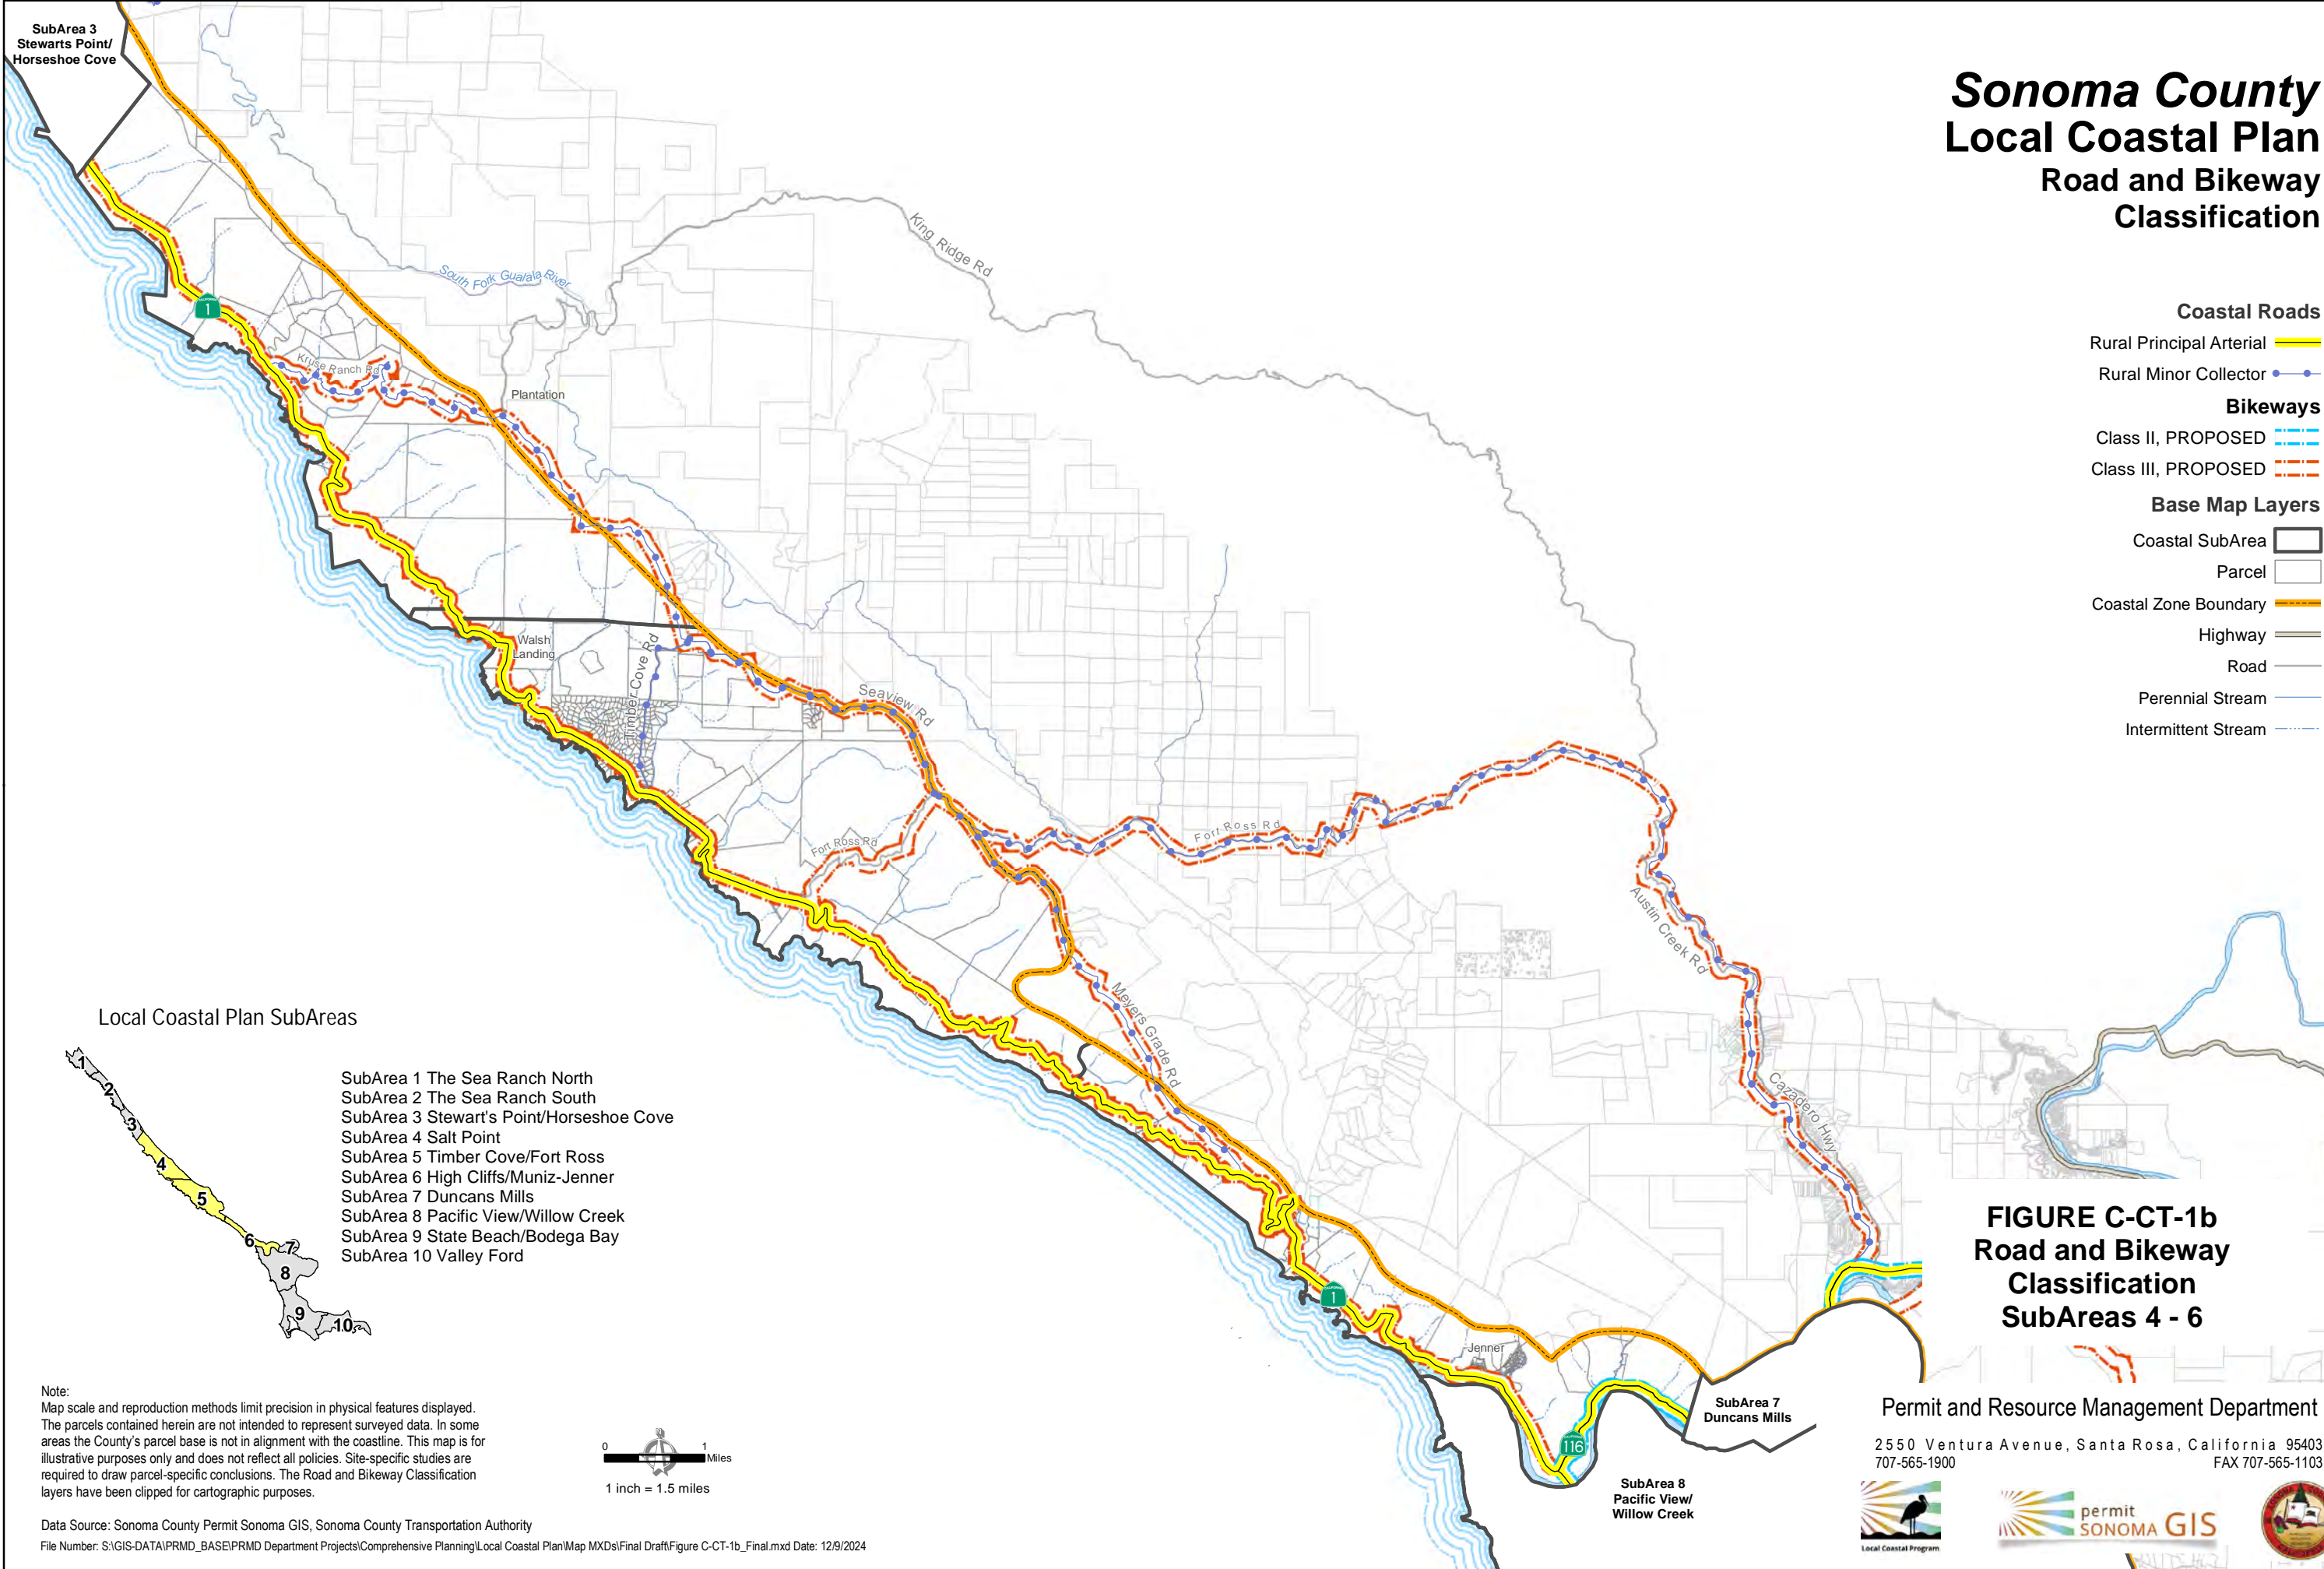 SubArea 3
Stewarts Point/
Horseshoe Cove
Sonoma County
Local Coastal Plan
Road and Bikeway
Classification
Coastal Roads
Rural Principal Arterial
Rural Minor Collector
Bikeways
Class II, PROPOSED
Class III, PROPOSED
Base Map Layers
Coastal SubArea
Parcel
Coastal Zone Boundary
Highway
Road
Perennial Stream
Intermittent Stream
King Ridge Rd
South Fork Gualala River
1
Kruse Ranch Rd
Plantation
Walsh
Landing
Timber Cove Rd
Seaview Rd
Fort Ross Rd
Fort Ross Rd
Austin Creek Rd
Meyers Grade Rd
Cazadero Hwy
1
Jenner
116
SubArea 7
Duncans Mills
SubArea 8
Pacific View/
Willow Creek
Local Coastal Plan SubAreas
1
2
3
4
5
6
7
8
9
10
SubArea 1 The Sea Ranch North
SubArea 2 The Sea Ranch South
SubArea 3 Stewart's Point/Horseshoe Cove
SubArea 4 Salt Point
SubArea 5 Timber Cove/Fort Ross
SubArea 6 High Cliffs/Muniz-Jenner
SubArea 7 Duncans Mills
SubArea 8 Pacific View/Willow Creek
SubArea 9 State Beach/Bodega Bay
SubArea 10 Valley Ford
Note:
Map scale and reproduction methods limit precision in physical features displayed.
The parcels contained herein are not intended to represent surveyed data. In some
areas the County's parcel base is not in alignment with the coastline. This map is for
illustrative purposes only and does not reflect all policies. Site-specific studies are
required to draw parcel-specific conclusions. The Road and Bikeway Classification
layers have been clipped for cartographic purposes.
0 1
Miles
1 inch = 1.5 miles
Data Source: Sonoma County Permit Sonoma GIS, Sonoma County Transportation Authority
File Number: S:\GIS-DATA\PRMD_BASE\PRMD Department Projects\Comprehensive Planning\Local Coastal Plan\Map MXDs\Final Draft\Figure C-CT-1b_Final.mxd Date: 12/9/2024
FIGURE C-CT-1b
Road and Bikeway
Classification
SubAreas 4 - 6
Permit and Resource Management Department
2550 Ventura Avenue, Santa Rosa, California 95403
707-565-1900 FAX 707-565-1103
Local Coastal Program
permit
SONOMA GIS